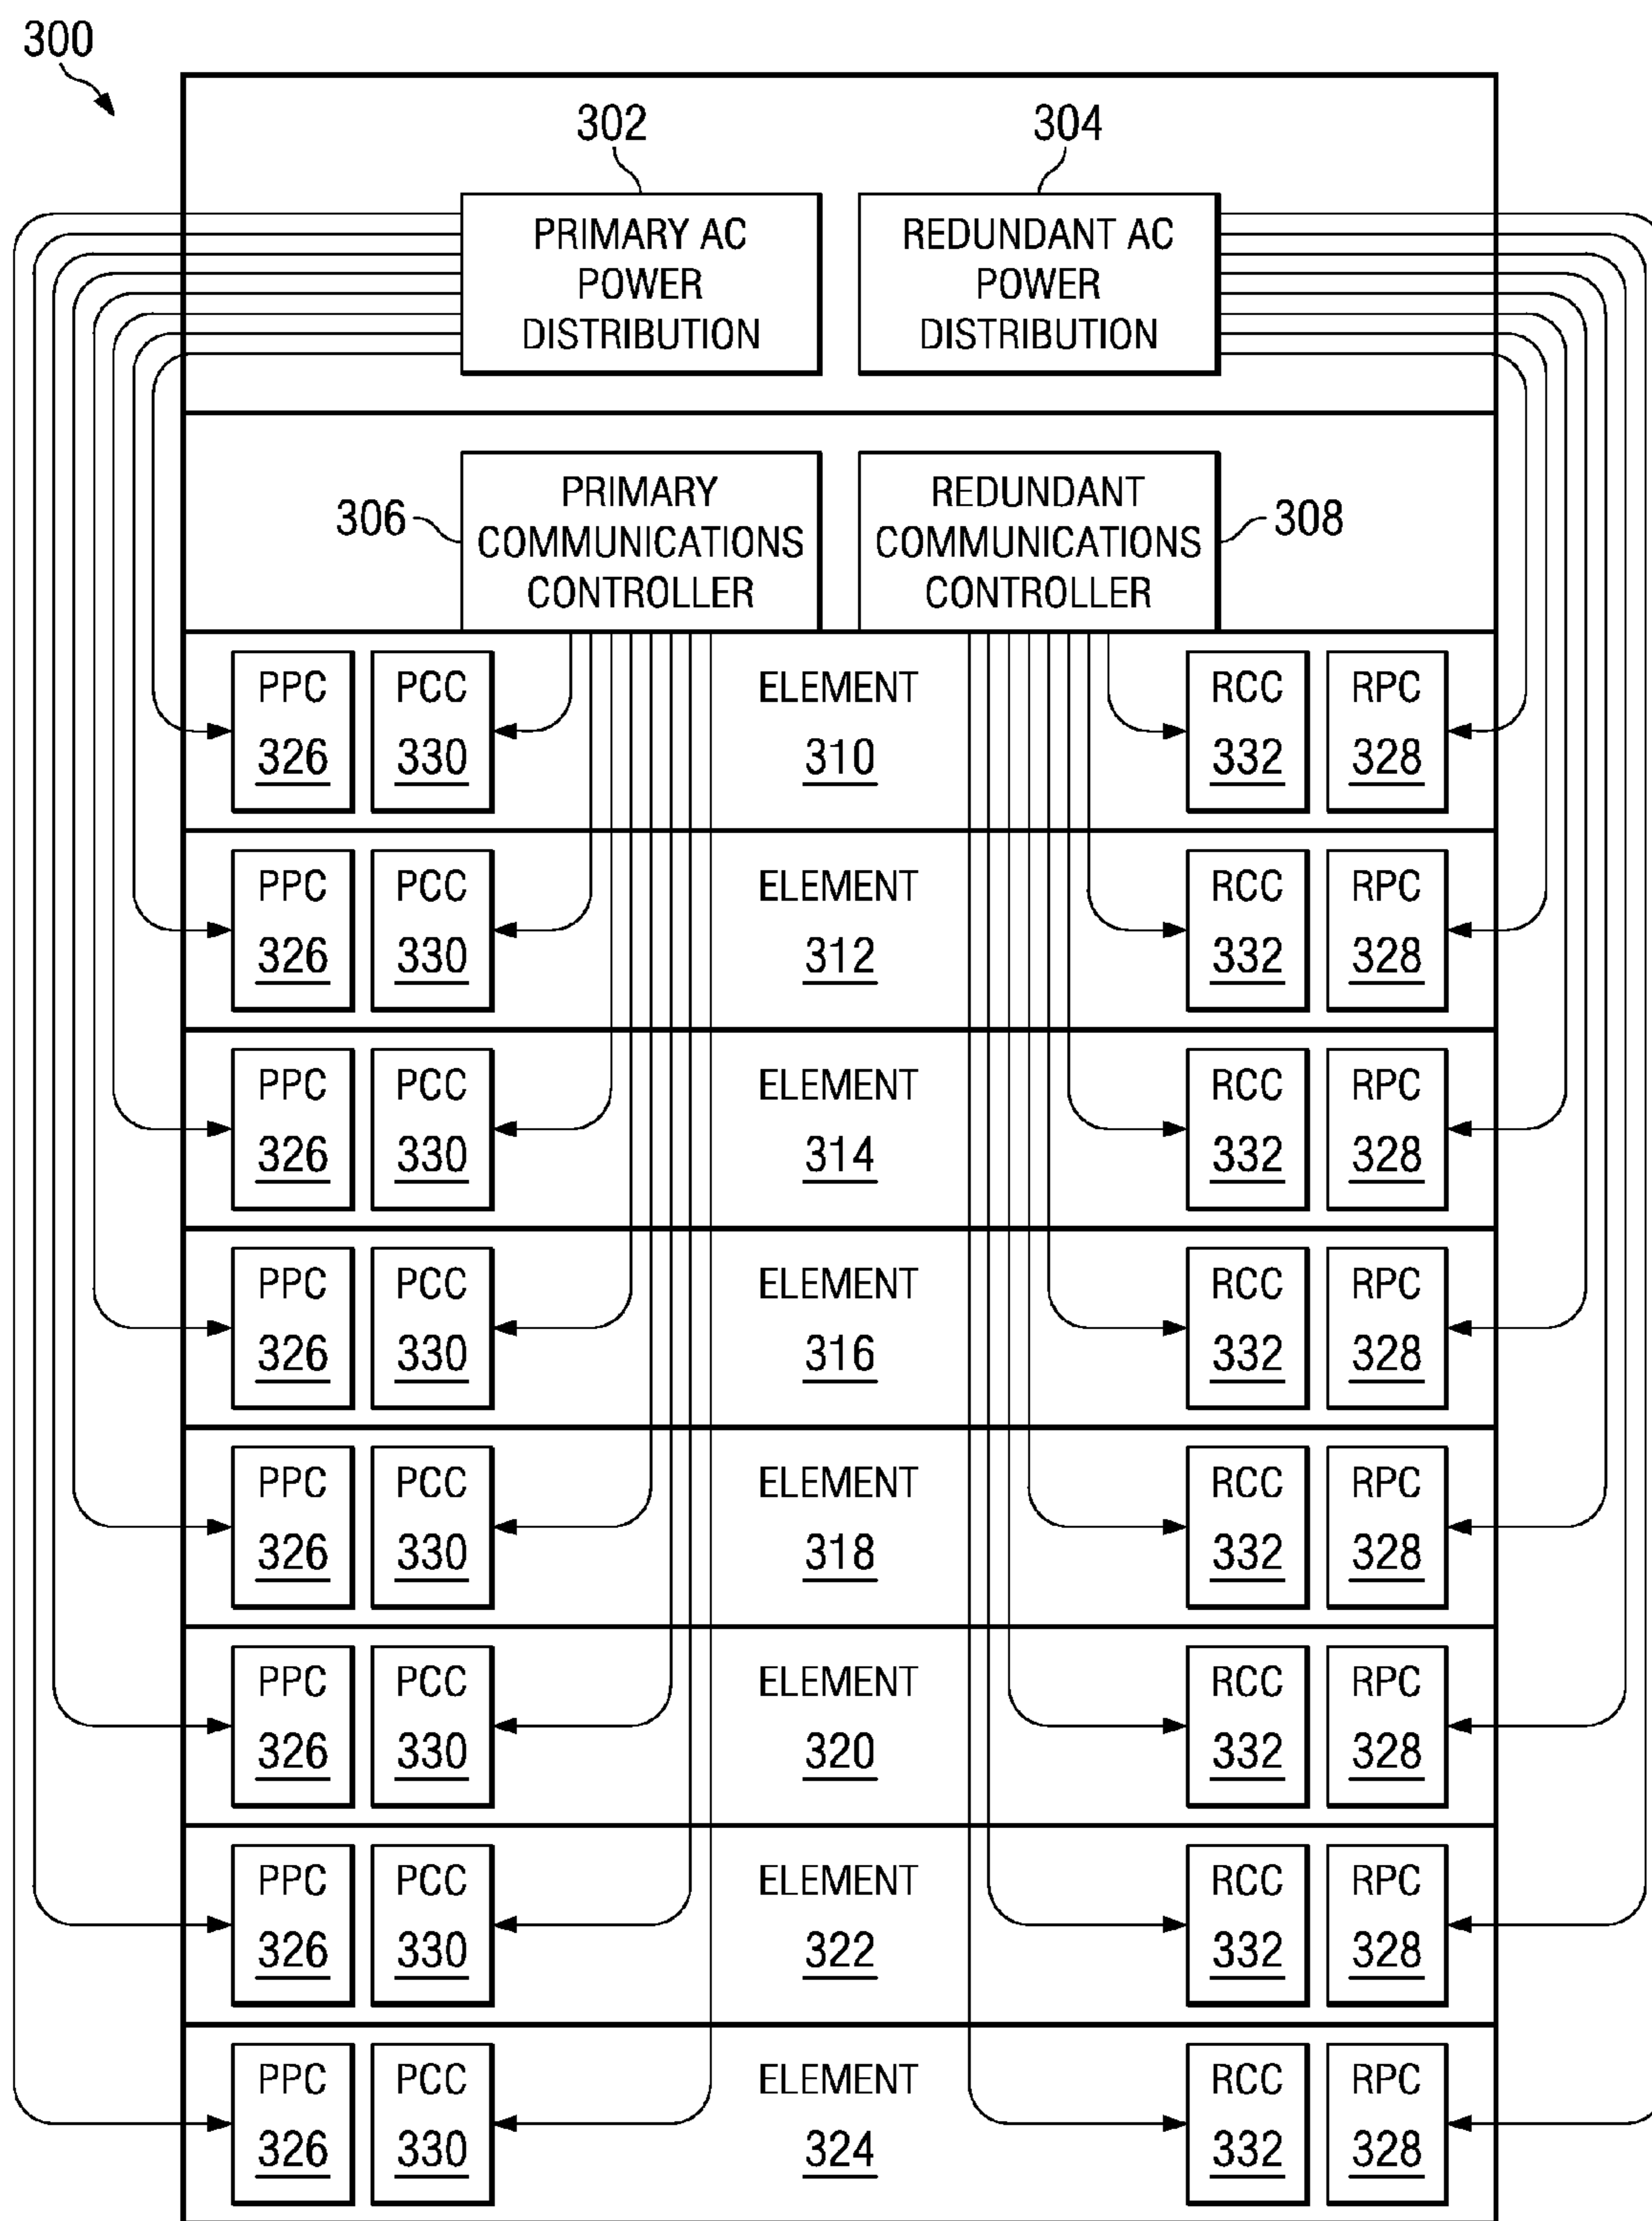 300
302
304
PRIMARY AC
POWER
DISTRIBUTION
REDUNDANT AC
POWER
DISTRIBUTION
306
PRIMARY
COMMUNICATIONS
CONTROLLER
REDUNDANT
COMMUNICATIONS
CONTROLLER
308
PPC
326
PCC
330
ELEMENT
310
RCC
332
RPC
328
PPC
326
PCC
330
ELEMENT
312
RCC
332
RPC
328
PPC
326
PCC
330
ELEMENT
314
RCC
332
RPC
328
PPC
326
PCC
330
ELEMENT
316
RCC
332
RPC
328
PPC
326
PCC
330
ELEMENT
318
RCC
332
RPC
328
PPC
326
PCC
330
ELEMENT
320
RCC
332
RPC
328
PPC
326
PCC
330
ELEMENT
322
RCC
332
RPC
328
PPC
326
PCC
330
ELEMENT
324
RCC
332
RPC
328